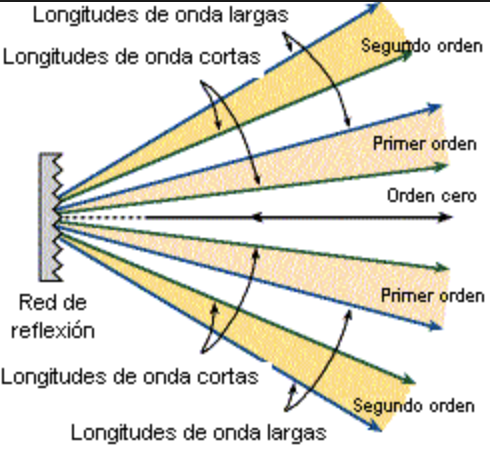 Longitudes de onda largas
Segundo orden
Longitudes de onda cortas
Primer orden
Orden cero
Primer orden
Red de
reflexión
Longitudes de onda cortas
Segundo orden
Longitudes de onda largas